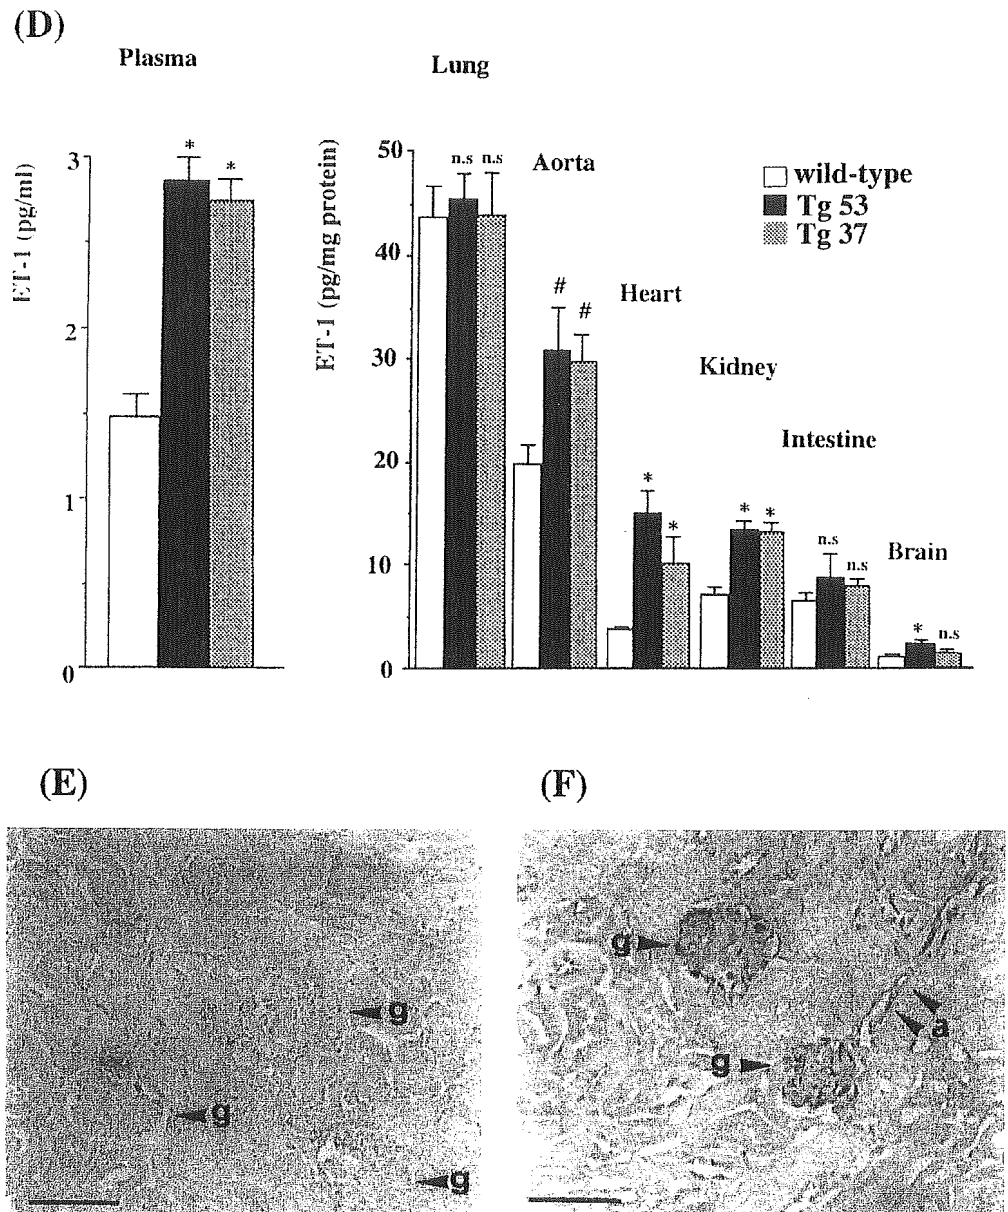 (D)
Plasma
Lung
ET-1 (pg/ml)
3
2
1
0
*
*
ET-1 (pg/mg protein)
50
40
30
20
10
0
n.s
n.s
Aorta
#
#
Heart
*
*
Kidney
*
*
Intestine
n.s
n.s
Brain
*
n.s
wild-type
Tg 53
Tg 37
(E)
(F)
g
g
g
g
a
g